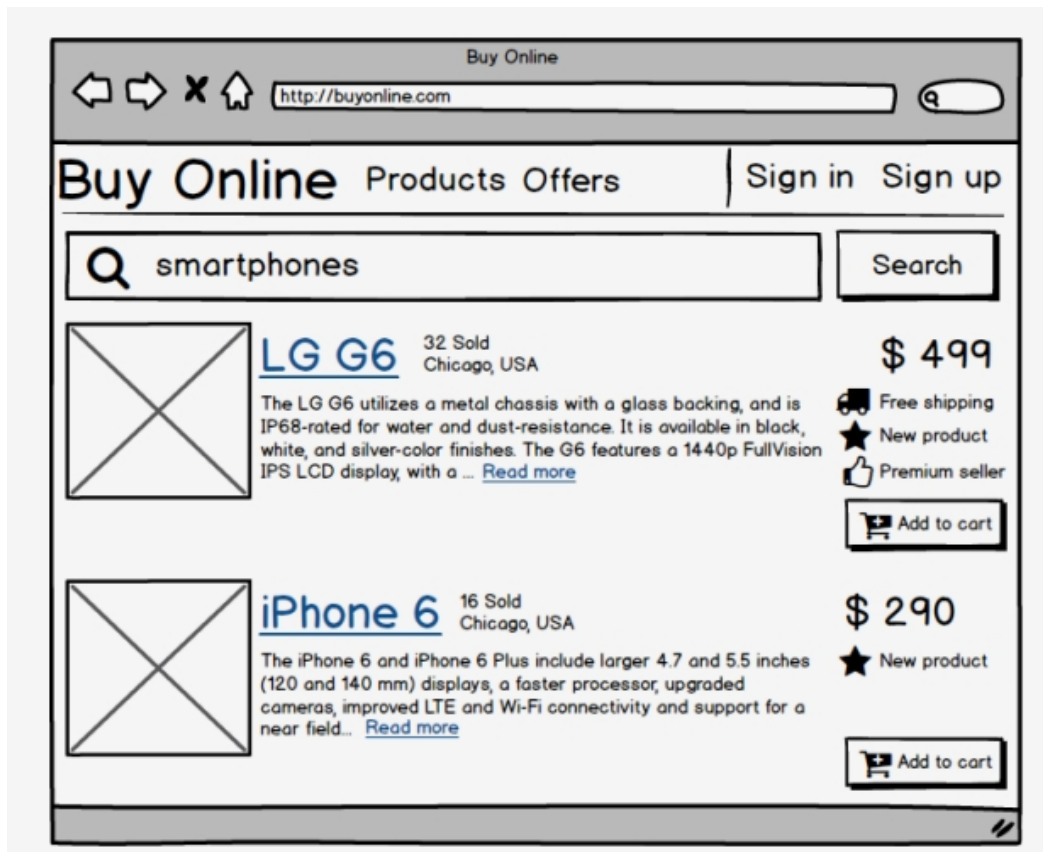 Buy Online
http://buyonline.com
Buy Online Products Offers Sign in Sign up
smartphones Search
LG G6
32 Sold
Chicago, USA
$ 499
The LG G6 utilizes a metal chassis with a glass backing, and is
IP68-rated for water and dust-resistance. It is available in black,
white, and silver-color finishes. The G6 features a 1440p FullVision
IPS LCD display, with a ... Read more
Free shipping
New product
Premium seller
Add to cart
iPhone 6
16 Sold
Chicago, USA
$ 290
The iPhone 6 and iPhone 6 Plus include larger 4.7 and 5.5 inches
(120 and 140 mm) displays, a faster processor, upgraded
cameras, improved LTE and Wi-Fi connectivity and support for a
near field... Read more
New product
Add to cart